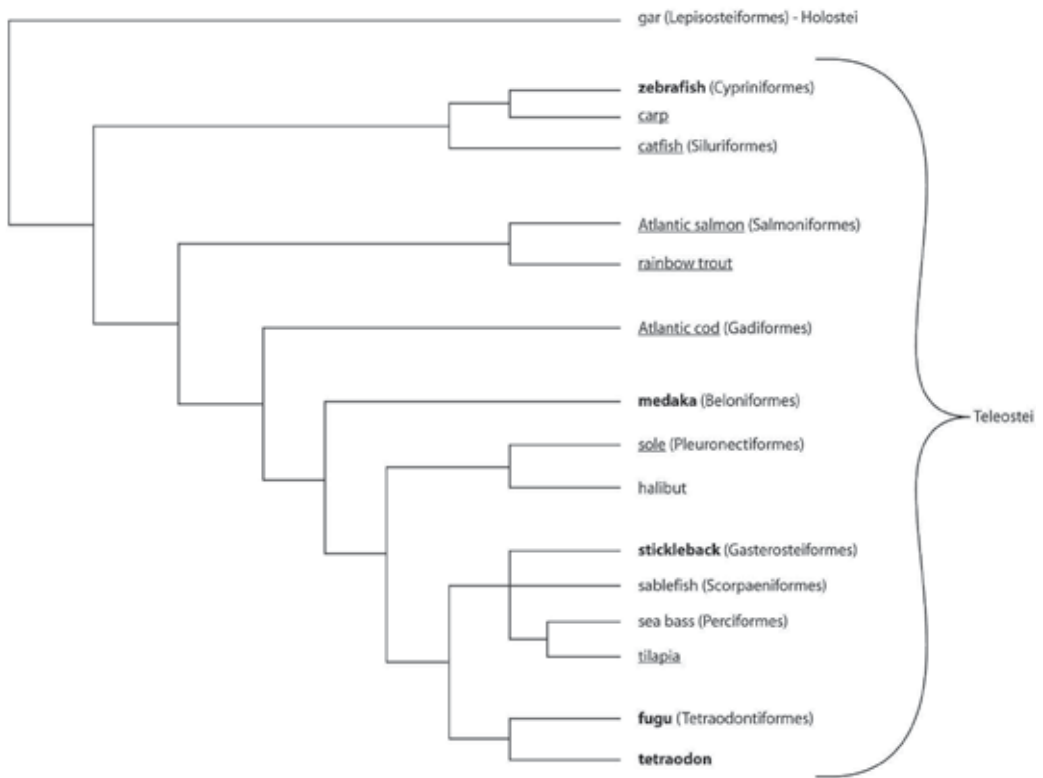 gar (Lepisosteiformes) - Holostei
zebrafish (Cypriniformes)
carp
catfish (Siluriformes)
Atlantic salmon (Salmoniformes)
rainbow trout
Atlantic cod (Gadiformes)
medaka (Beloniformes)
Teleostei
sole (Pleuronectiformes)
halibut
stickleback (Gasterosteiformes)
sablefish (Scorpaeniformes)
sea bass (Perciformes)
tilapia
fugu (Tetraodontiformes)
tetraodon